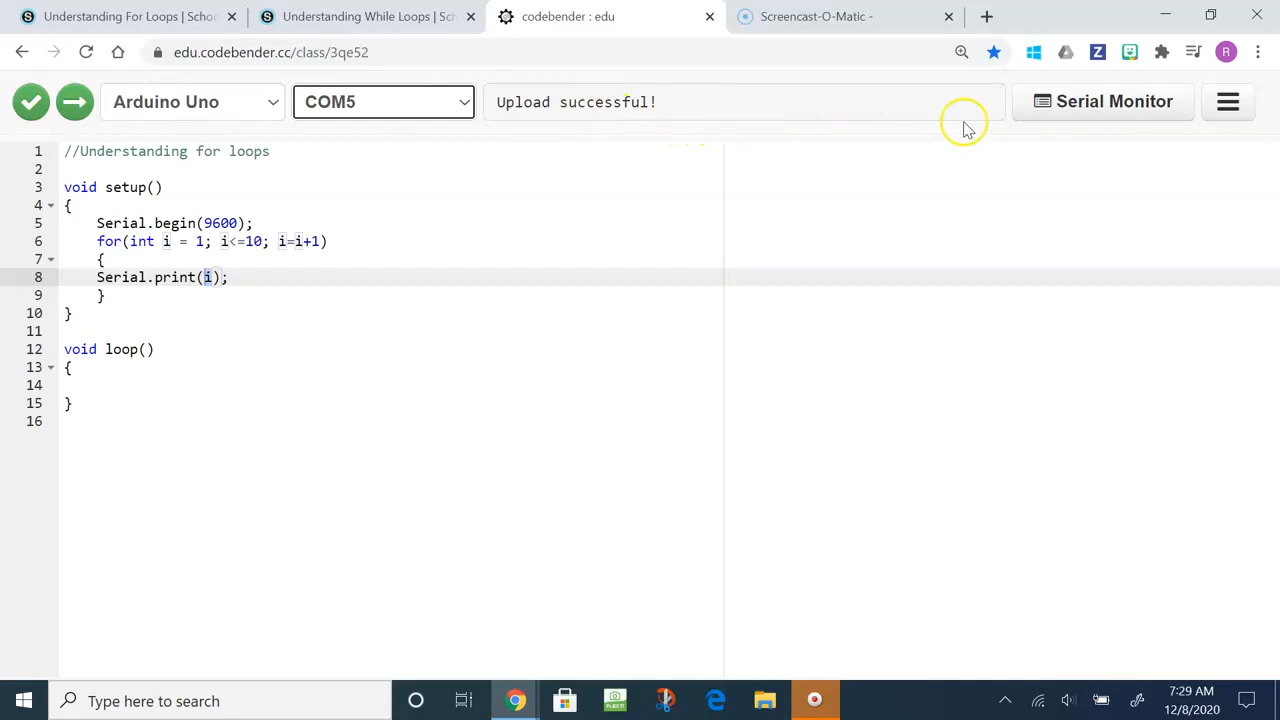 Understanding For Loops | Schoo
Understanding While Loops | Sch
codebender : edu
Screencast-O-Matic -
edu.codebender.cc/class/3qe52
Z
R
Arduino Uno
COM5
Upload successful!
Serial Monitor
1 //Understanding for loops
2
3 void setup()
4 {
5 Serial.begin(9600);
6 for(int i = 1; i<=10; i=i+1)
7 {
8 Serial.print(i);
9 }
10 }
11
12 void loop()
13 {
14
15 }
16
Type here to search
7:29 AM
12/8/2020